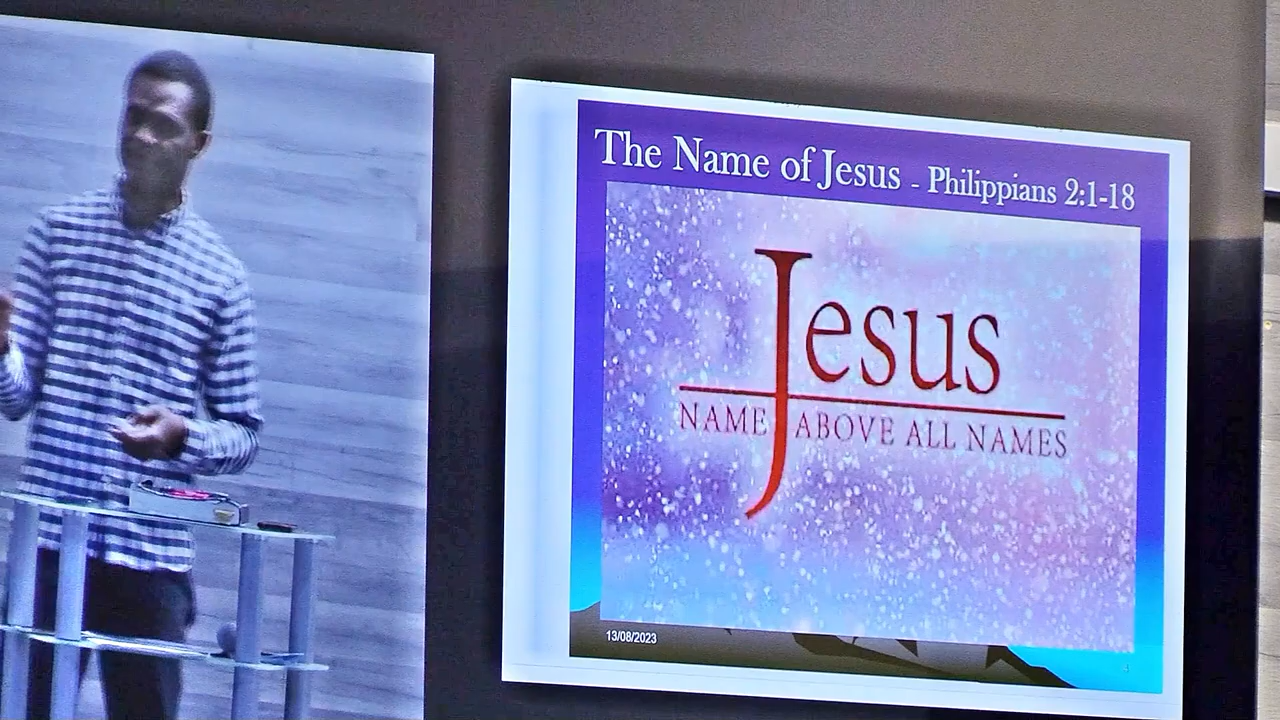 The Name of Jesus - Philippians 2:1-18
Jesus
NAME ABOVE ALL NAMES
13/08/2023